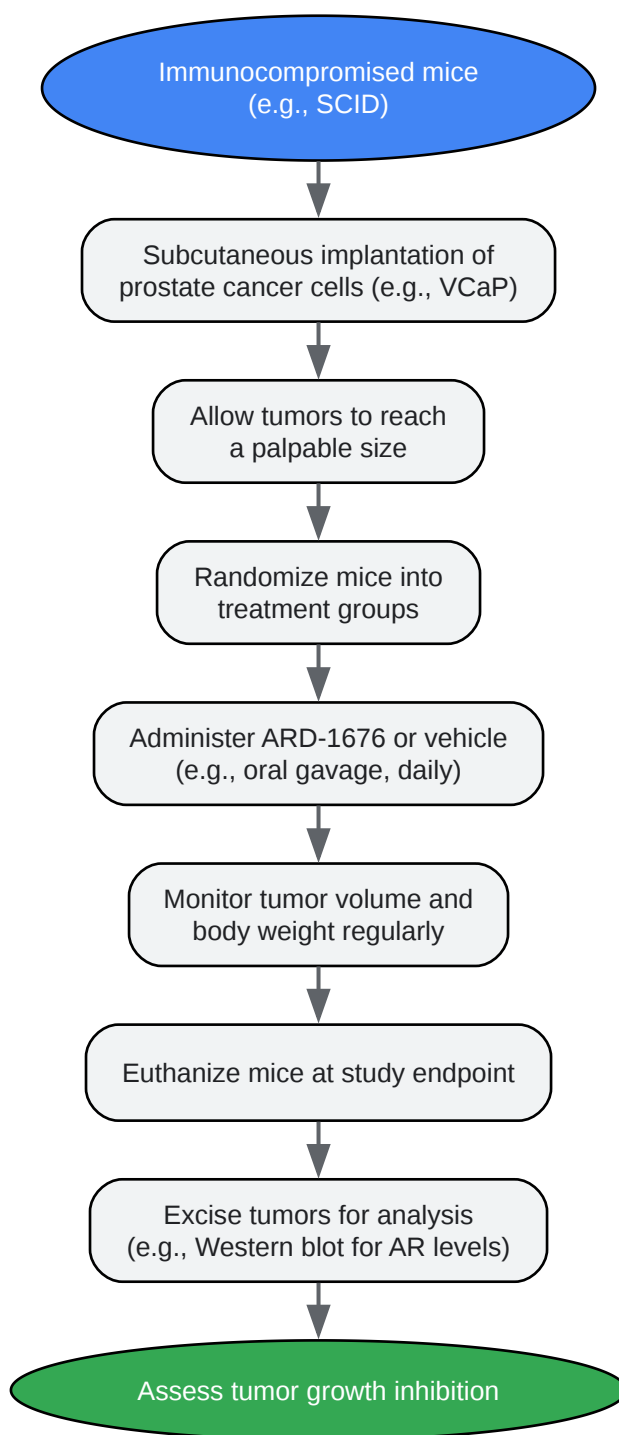 Immunocompromised mice
(e.g., SCID)
Subcutaneous implantation of
prostate cancer cells (e.g., VCaP)
Allow tumors to reach
a palpable size
Randomize mice into
treatment groups
Administer ARD-1676 or vehicle
(e.g., oral gavage, daily)
Monitor tumor volume and
body weight regularly
Euthanize mice at study endpoint
Excise tumors for analysis
(e.g., Western blot for AR levels)
Assess tumor growth inhibition